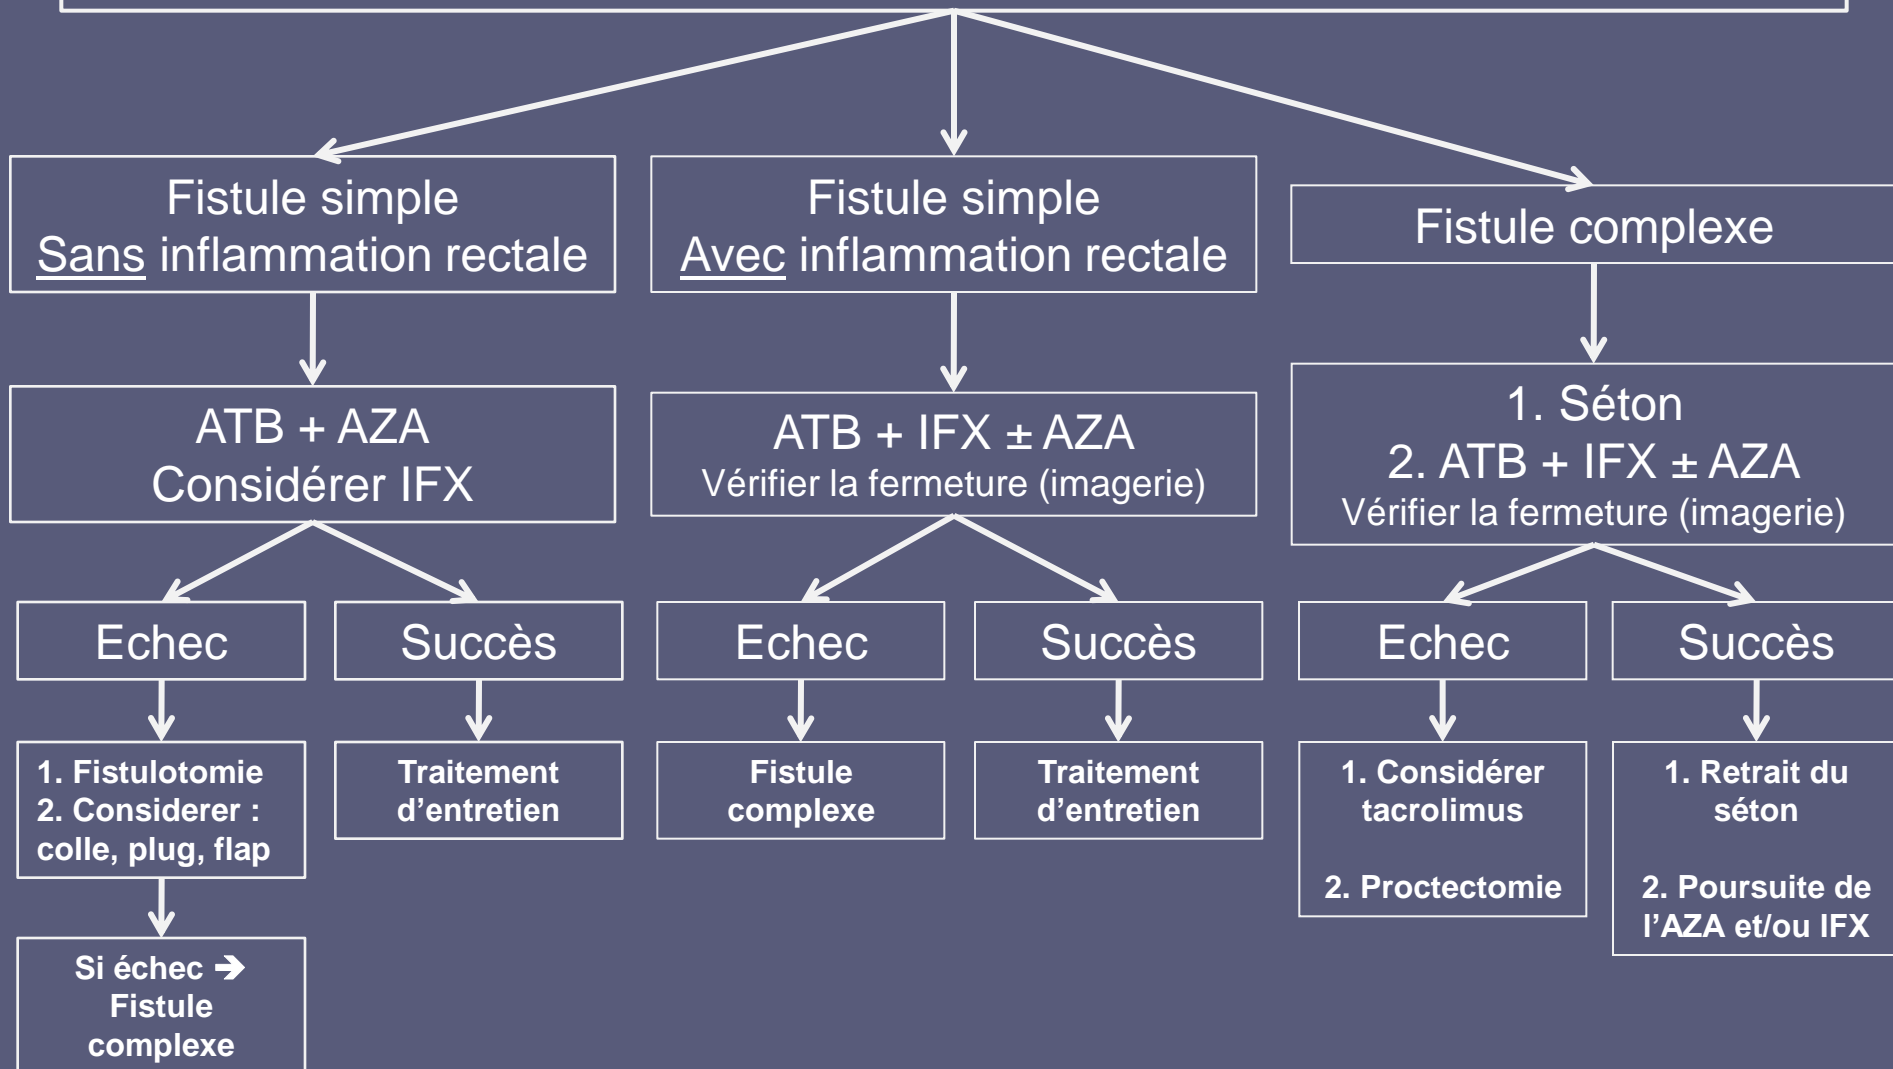 Fistule simple
Sans inflammation rectale
Fistule simple
Avec inflammation rectale
Fistule complexe
ATB + AZA
Considérer IFX
ATB + IFX ± AZA
Vérifier la fermeture (imagerie)
1. Séton
2. ATB + IFX ± AZA
Vérifier la fermeture (imagerie)
Echec
Succès
Echec
Succès
Echec
Succès
1. Fistulotomie
2. Considerer :
colle, plug, flap
Traitement
d’entretien
Fistule
complexe
Traitement
d’entretien
1. Considérer
tacrolimus
2. Proctectomie
1. Retrait du
séton
2. Poursuite de
l’AZA et/ou IFX
Si échec ➔
Fistule
complexe